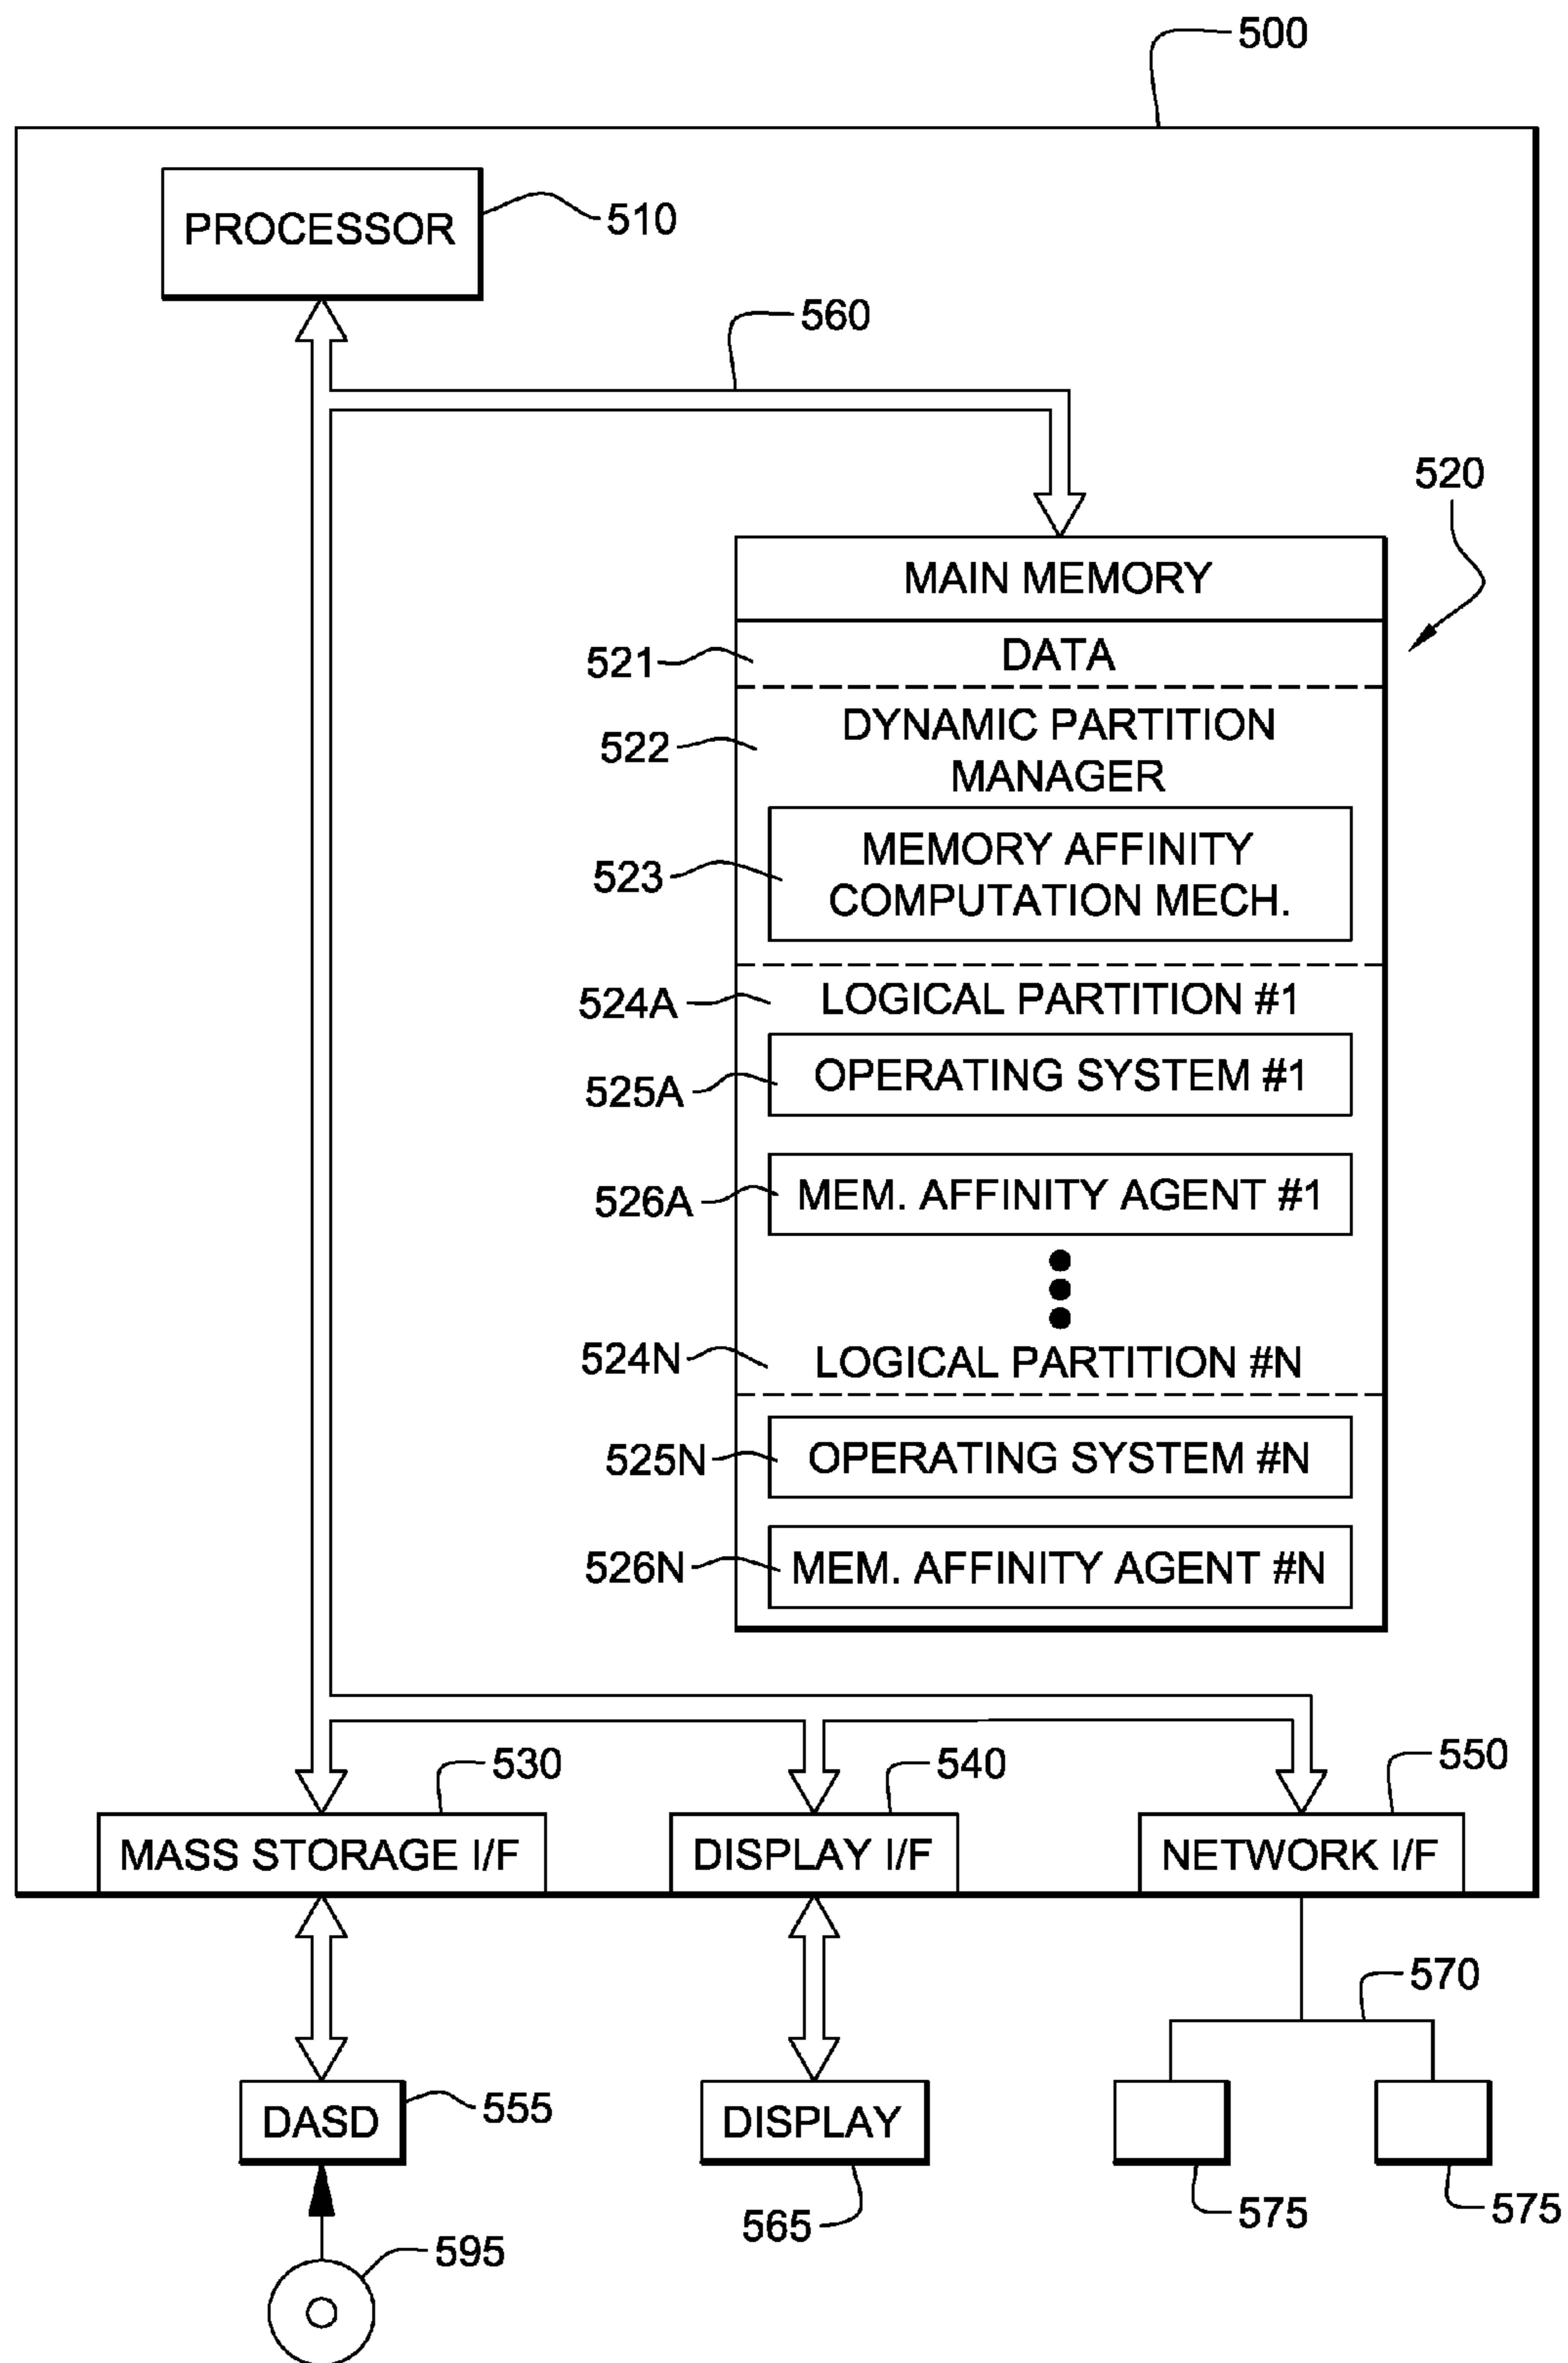 500
PROCESSOR
510
560
520
MAIN MEMORY
521
DATA
522
DYNAMIC PARTITION
MANAGER
523
MEMORY AFFINITY
COMPUTATION MECH.
524A
LOGICAL PARTITION #1
525A
OPERATING SYSTEM #1
526A
MEM. AFFINITY AGENT #1
524N
LOGICAL PARTITION #N
525N
OPERATING SYSTEM #N
526N
MEM. AFFINITY AGENT #N
530
540
550
MASS STORAGE I/F
DISPLAY I/F
NETWORK I/F
570
DASD
555
DISPLAY
565
575
575
595